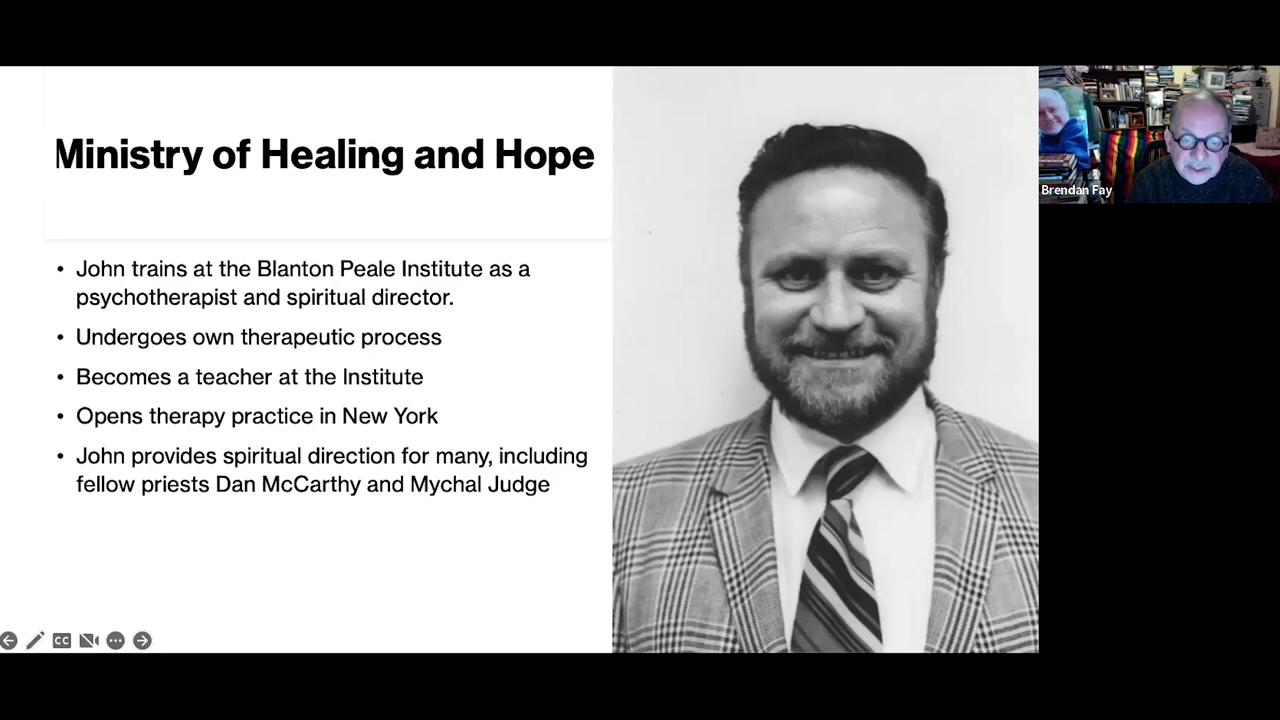 Ministry of Healing and Hope
• John trains at the Blanton Peale Institute as a
psychotherapist and spiritual director.
• Undergoes own therapeutic process
• Becomes a teacher at the Institute
• Opens therapy practice in New York
• John provides spiritual direction for many, including
fellow priests Dan McCarthy and Mychal Judge
Brendan Fay
CC